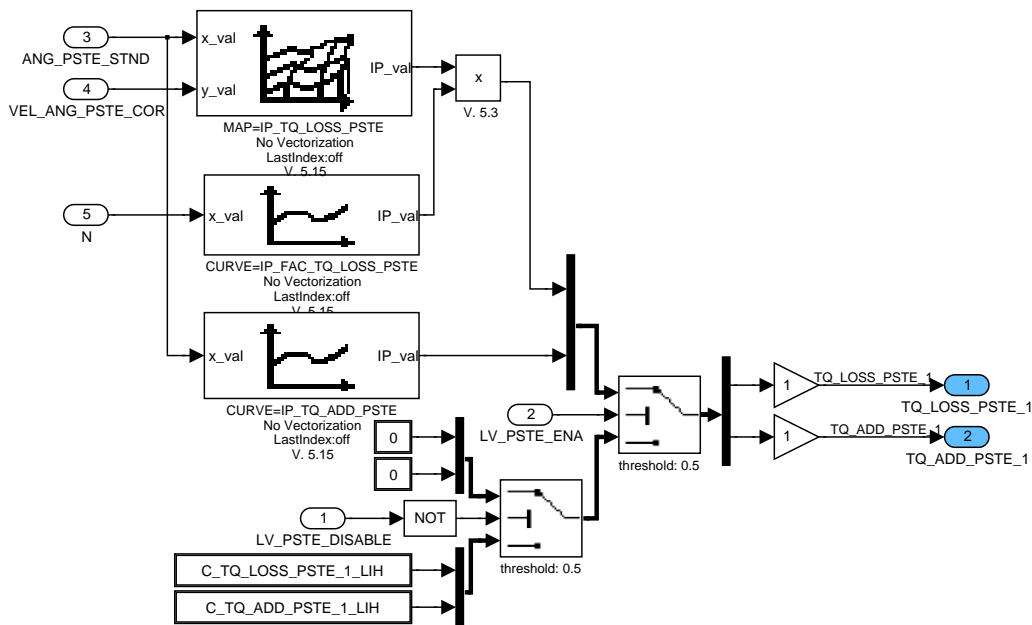 3
ANG_PSTE_STND
4
VEL_ANG_PSTE_COR
x_val
y_val
IP_val
MAP=IP_TQ_LOSS_PSTE
No Vectorization
LastIndex:off
V. 5.15
x
V. 5.3
5
N
x_val
IP_val
CURVE=IP_FAC_TQ_LOSS_PSTE
No Vectorization
LastIndex:off
V. 5.15
x_val
IP_val
CURVE=IP_TQ_ADD_PSTE
No Vectorization
LastIndex:off
V. 5.15
0
0
2
LV_PSTE_ENA
threshold: 0.5
1
TQ_LOSS_PSTE_1
1
TQ_LOSS_PSTE_1
1
TQ_ADD_PSTE_1
2
TQ_ADD_PSTE_1
1
LV_PSTE_DISABLE
NOT
threshold: 0.5
C_TQ_LOSS_PSTE_1_LIH
C_TQ_ADD_PSTE_1_LIH